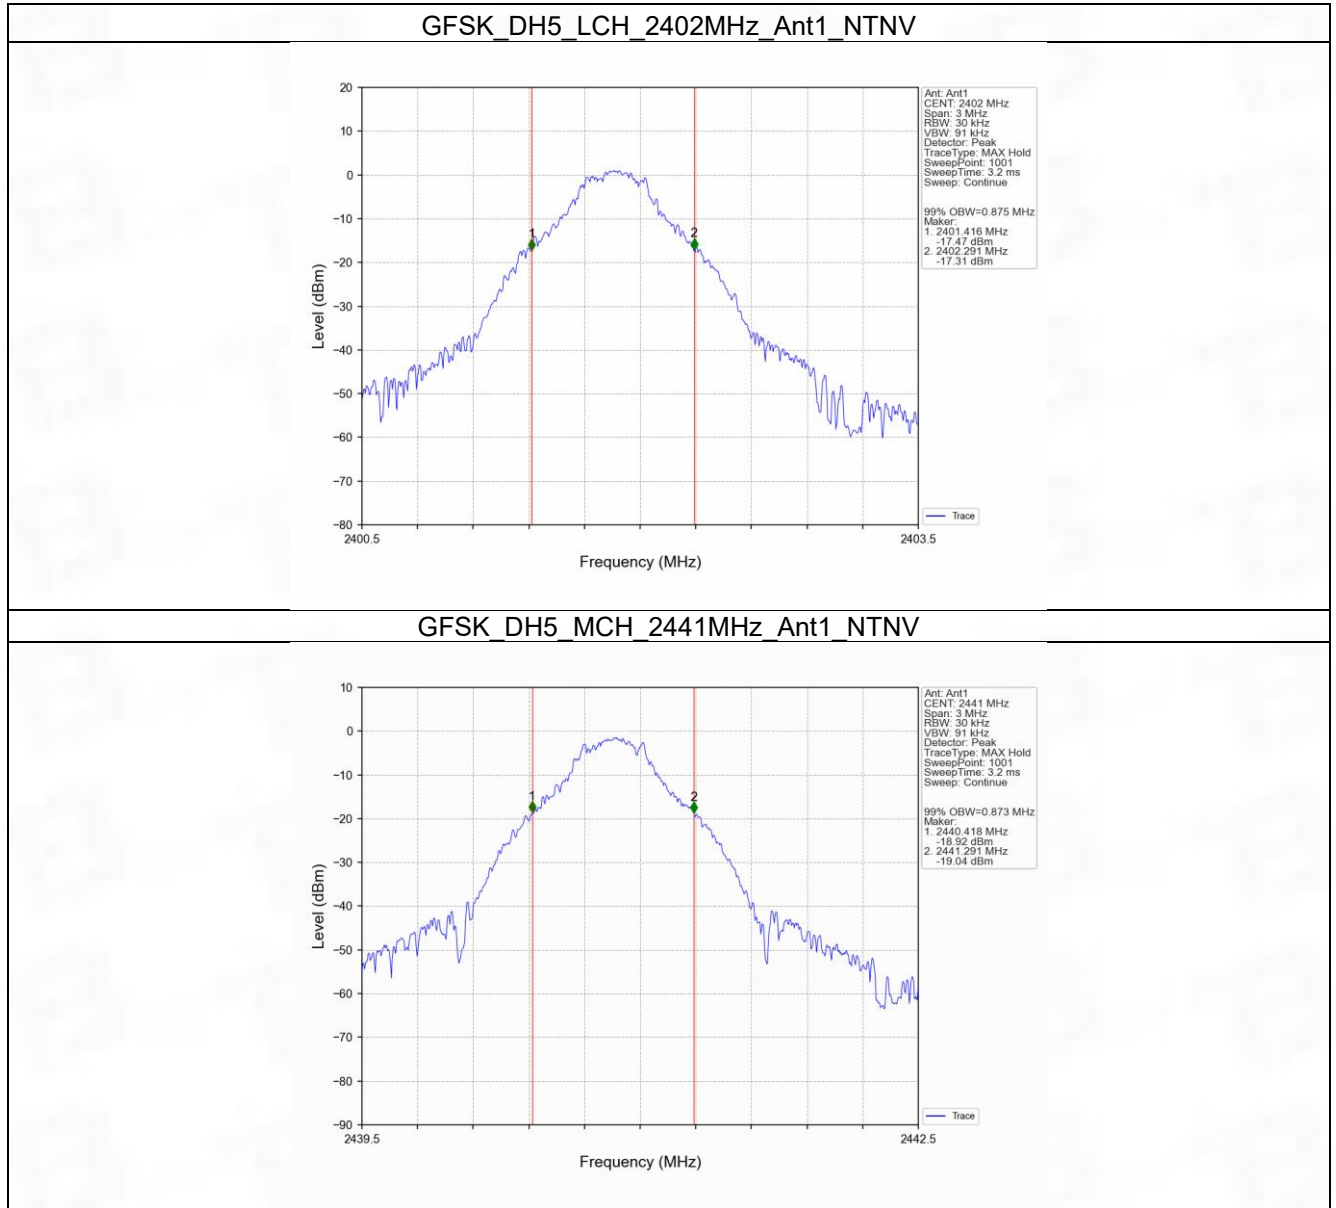 GFSK_DH5_LCH_2402MHz_Ant1_NTNV
20
10
0
−10
−20
−30
−40
−50
−60
−70
−80
Level (dBm)
1
2
2400.5
2403.5
Frequency (MHz)
Ant: Ant1
CENT: 2402 MHz
Span: 3 MHz
RBW: 30 kHz
VBW: 91 kHz
Detector: Peak
TraceType: MAX Hold
SweepPoint: 1001
SweepTime: 3.2 ms
Sweep: Continue
99% OBW=0.875 MHz
Maker:
1. 2401.416 MHz
-17.47 dBm
2. 2402.291 MHz
-17.31 dBm
Trace
GFSK_DH5_MCH_2441MHz_Ant1_NTNV
10
0
−10
−20
−30
−40
−50
−60
−70
−80
−90
Level (dBm)
1
2
2439.5
2442.5
Frequency (MHz)
Ant: Ant1
CENT: 2441 MHz
Span: 3 MHz
RBW: 30 kHz
VBW: 91 kHz
Detector: Peak
TraceType: MAX Hold
SweepPoint: 1001
SweepTime: 3.2 ms
Sweep: Continue
99% OBW=0.873 MHz
Maker:
1. 2440.418 MHz
-18.92 dBm
2. 2441.291 MHz
-19.04 dBm
Trace